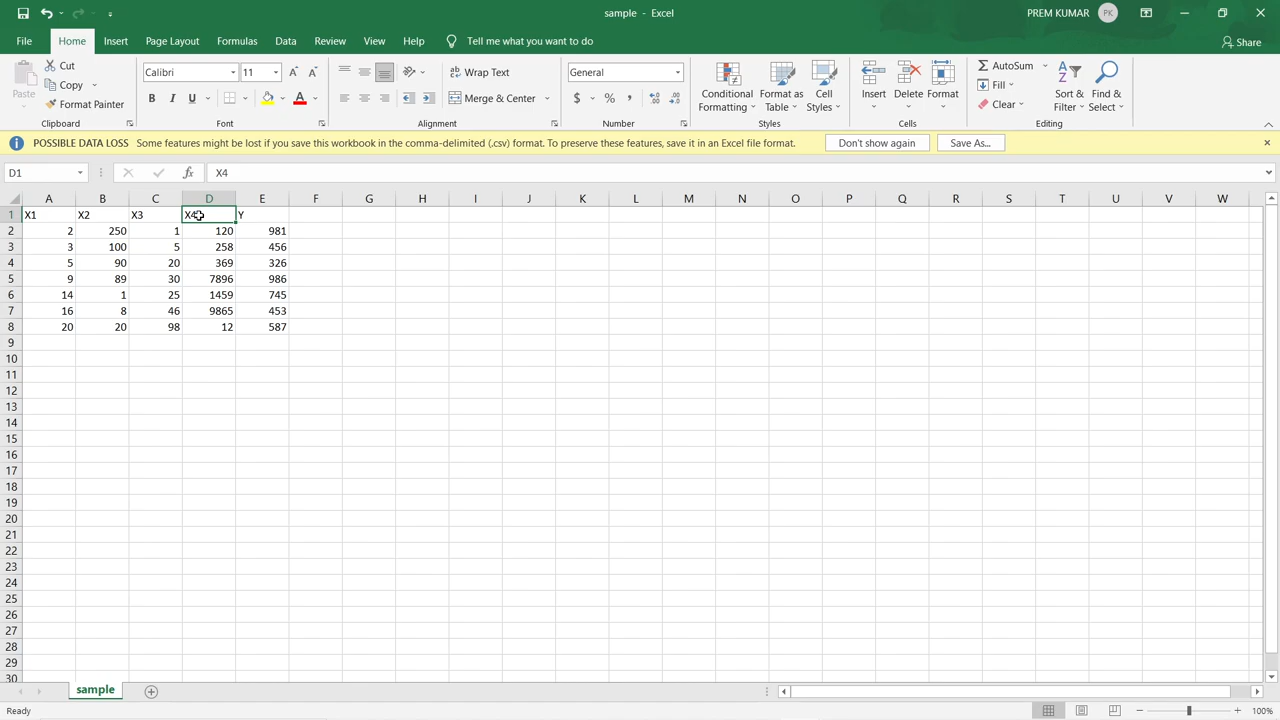 sample - Excel
PREM KUMAR PK
File Home Insert Page Layout Formulas Data Review View Help Tell me what you want to do Share
Paste Cut Copy Format Painter Clipboard
Calibri 11 A A B I U A Font
ab Wrap Text Merge & Center Alignment
General $ % , Number
Conditional Formatting Format as Table Cell Styles Styles
Insert Delete Format Cells
AutoSum Fill Clear Sort & Filter Find & Select Editing
POSSIBLE DATA LOSS Some features might be lost if you save this workbook in the comma-delimited (.csv) format. To preserve these features, save it in an Excel file format. Don't show again Save As...
D1 fx X4
A B C D E F G H I J K L M N O P Q R S T U V W
1 X1 X2 X3 X4 Y
2 2 250 1 120 981
3 3 100 5 258 456
4 5 90 20 369 326
5 9 89 30 7896 986
6 14 1 25 1459 745
7 16 8 46 9865 453
8 20 20 98 12 587
9
10
11
12
13
14
15
16
17
18
19
20
21
22
23
24
25
26
27
28
29
30
sample
Ready 100%